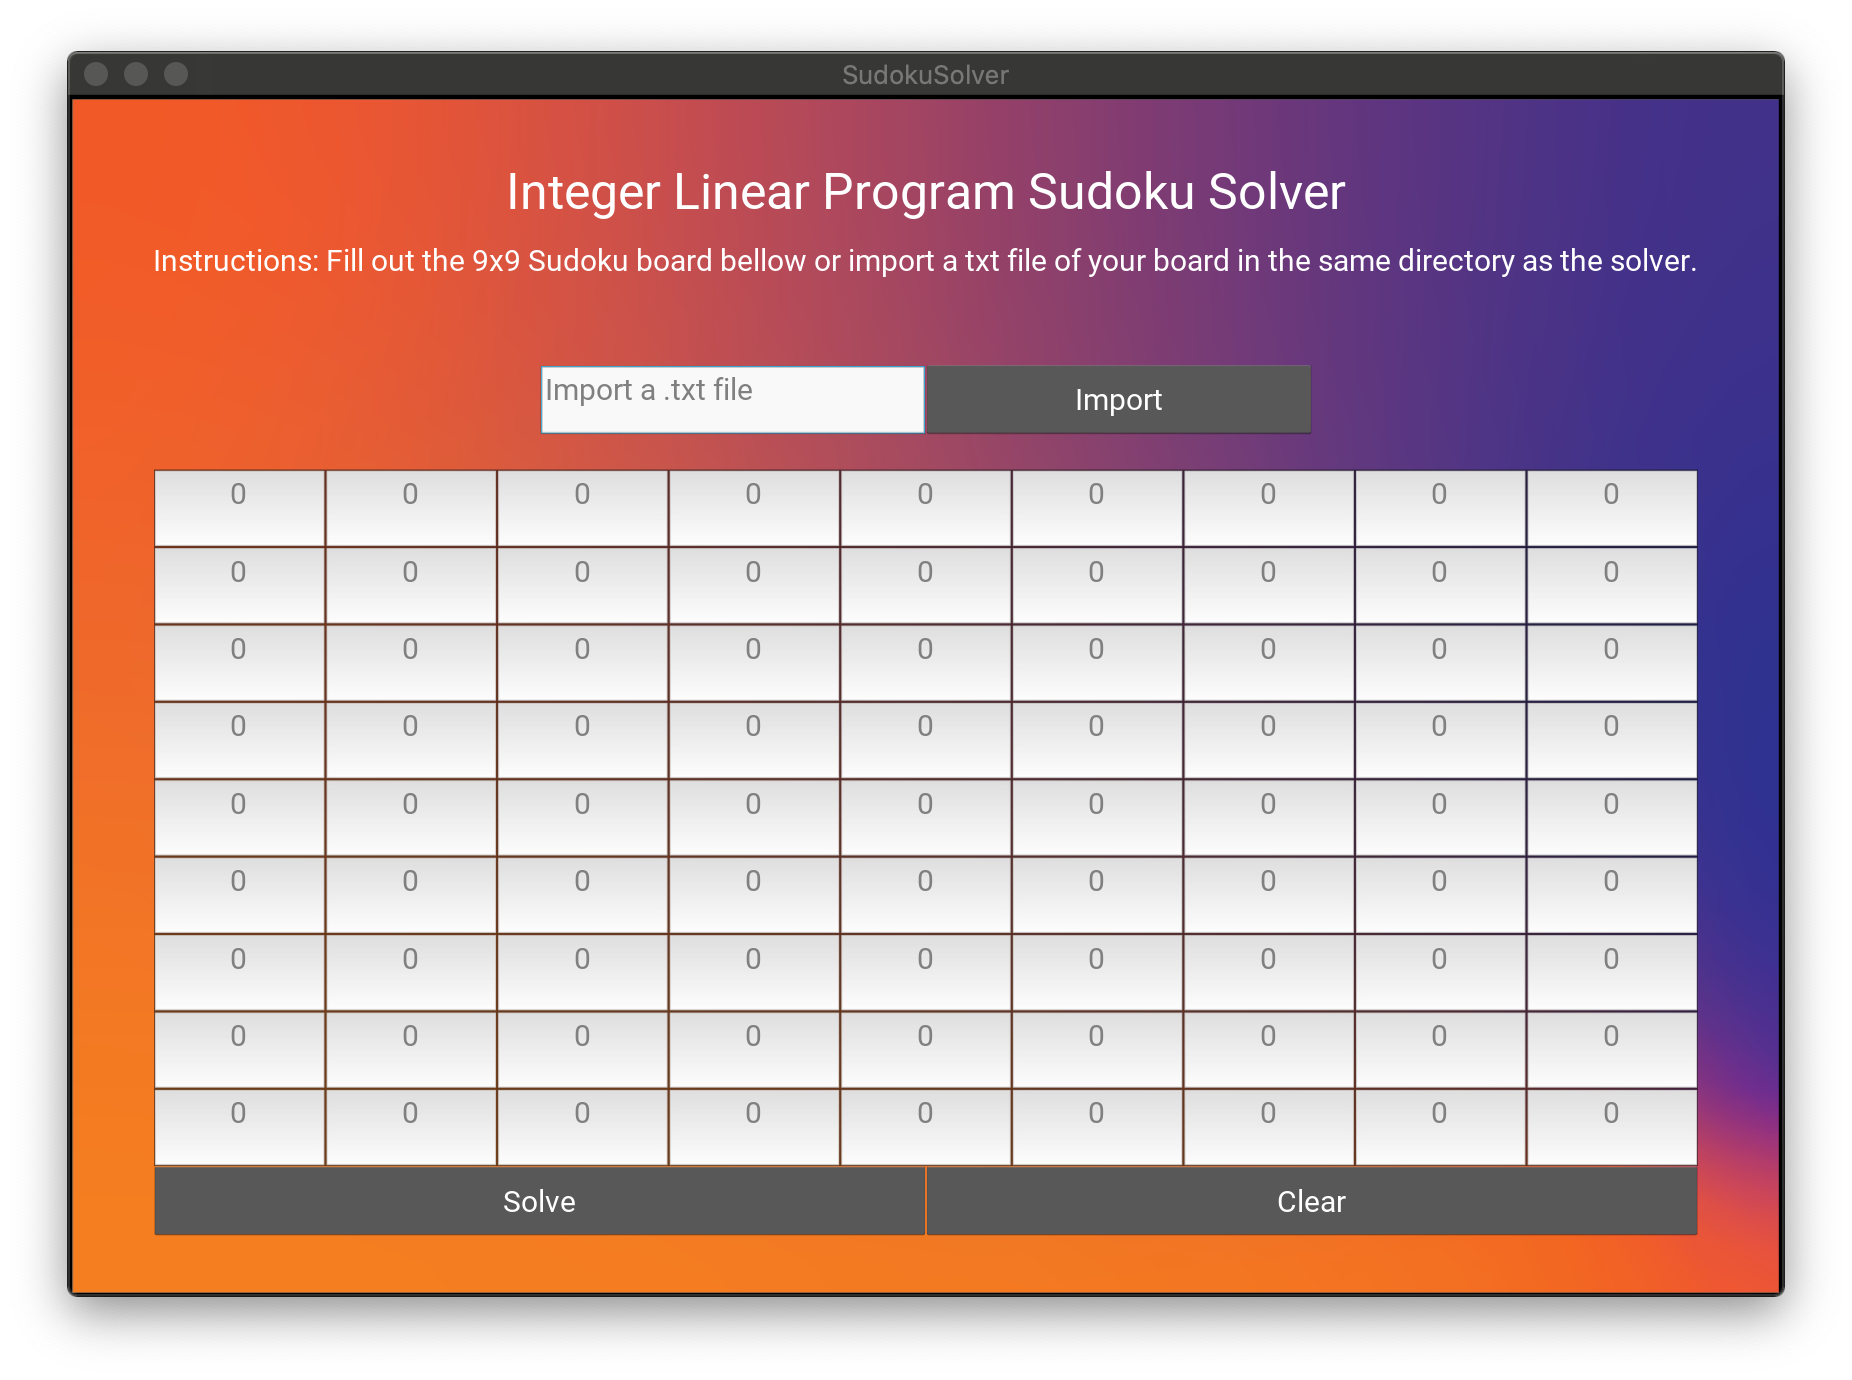 SudokuSolver
Integer Linear Program Sudoku Solver
Instructions: Fill out the 9x9 Sudoku board bellow or import a txt file of your board in the same directory as the solver.
Import a .txt file Import
0 0 0 0 0 0 0 0 0
0 0 0 0 0 0 0 0 0
0 0 0 0 0 0 0 0 0
0 0 0 0 0 0 0 0 0
0 0 0 0 0 0 0 0 0
0 0 0 0 0 0 0 0 0
0 0 0 0 0 0 0 0 0
0 0 0 0 0 0 0 0 0
0 0 0 0 0 0 0 0 0
Solve Clear